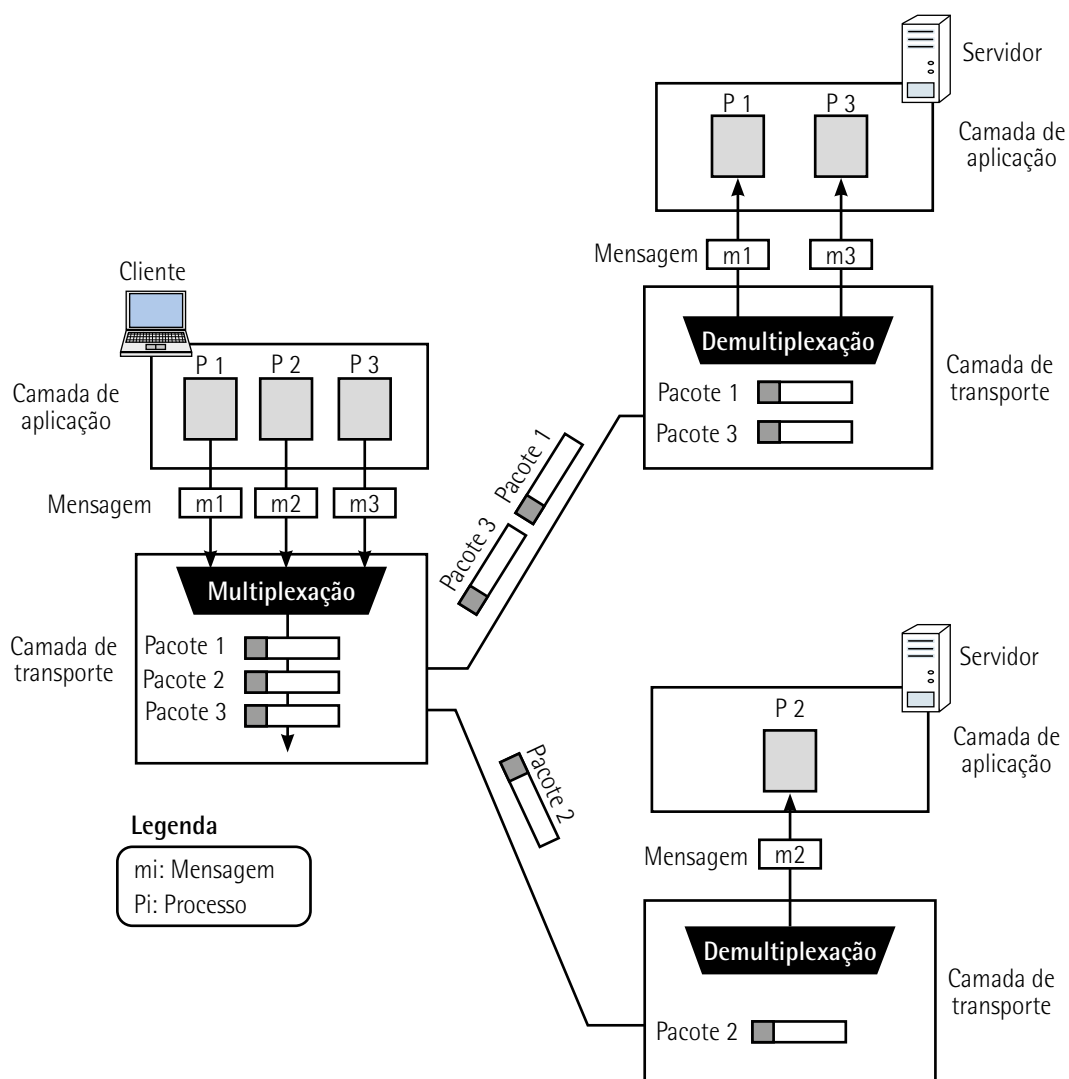 Servidor
P 1
P 3
Camada de
aplicação
Mensagem
m1
m3
Demultiplexação
Pacote 1
Pacote 3
Camada de
transporte
Cliente
P 1
P 2
P 3
Camada de
aplicação
Mensagem
m1
m2
m3
Multiplexação
Pacote 1
Pacote 2
Pacote 3
Camada de
transporte
Pacote 1
Pacote 3
Pacote 2
Servidor
P 2
Camada de
aplicação
Mensagem
m2
Demultiplexação
Pacote 2
Camada de
transporte
Legenda
mi: Mensagem
Pi: Processo